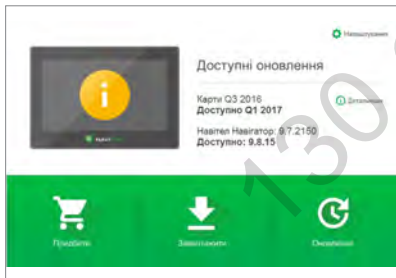 Налаштування
Доступні оновлення
Карти Q3 2016
Доступно Q1 2017
Детальніше
Навітел Навігатор: 9.7.2150
Доступно: 9.8.15
Придбати
Завантажити
Оновлення
130